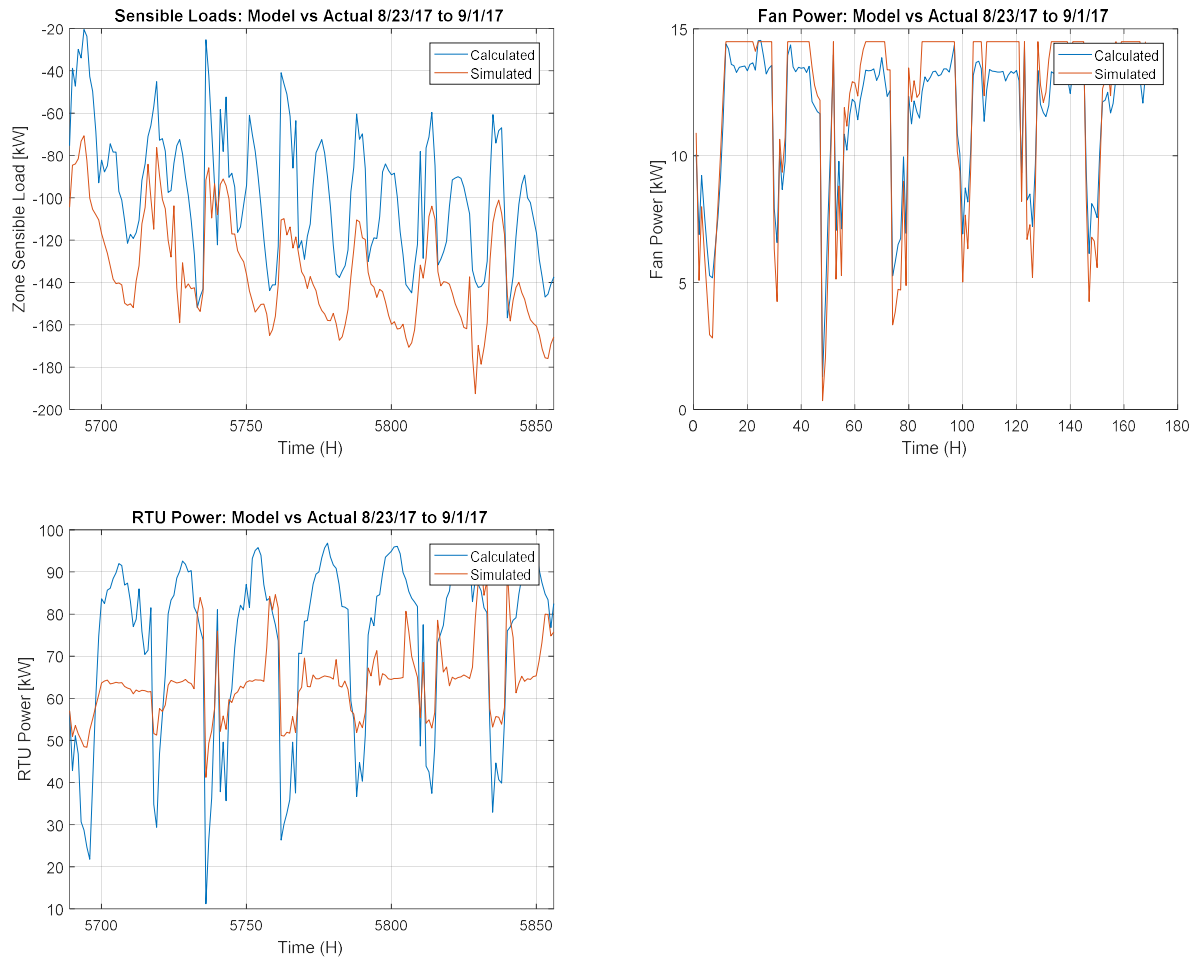 Sensible Loads: Model vs Actual 8/23/17 to 9/1/17
-20
-40
-60
-80
-100
-120
-140
-160
-180
-200
Zone Sensible Load [kW]
Calculated
Simulated
5700 5750 5800 5850
Time (H)
Fan Power: Model vs Actual 8/23/17 to 9/1/17
15
10
5
0
Fan Power [kW]
Calculated
Simulated
0 20 40 60 80 100 120 140 160 180
Time (H)
RTU Power: Model vs Actual 8/23/17 to 9/1/17
100
90
80
70
60
50
40
30
20
10
RTU Power [kW]
Calculated
Simulated
5700 5750 5800 5850
Time (H)